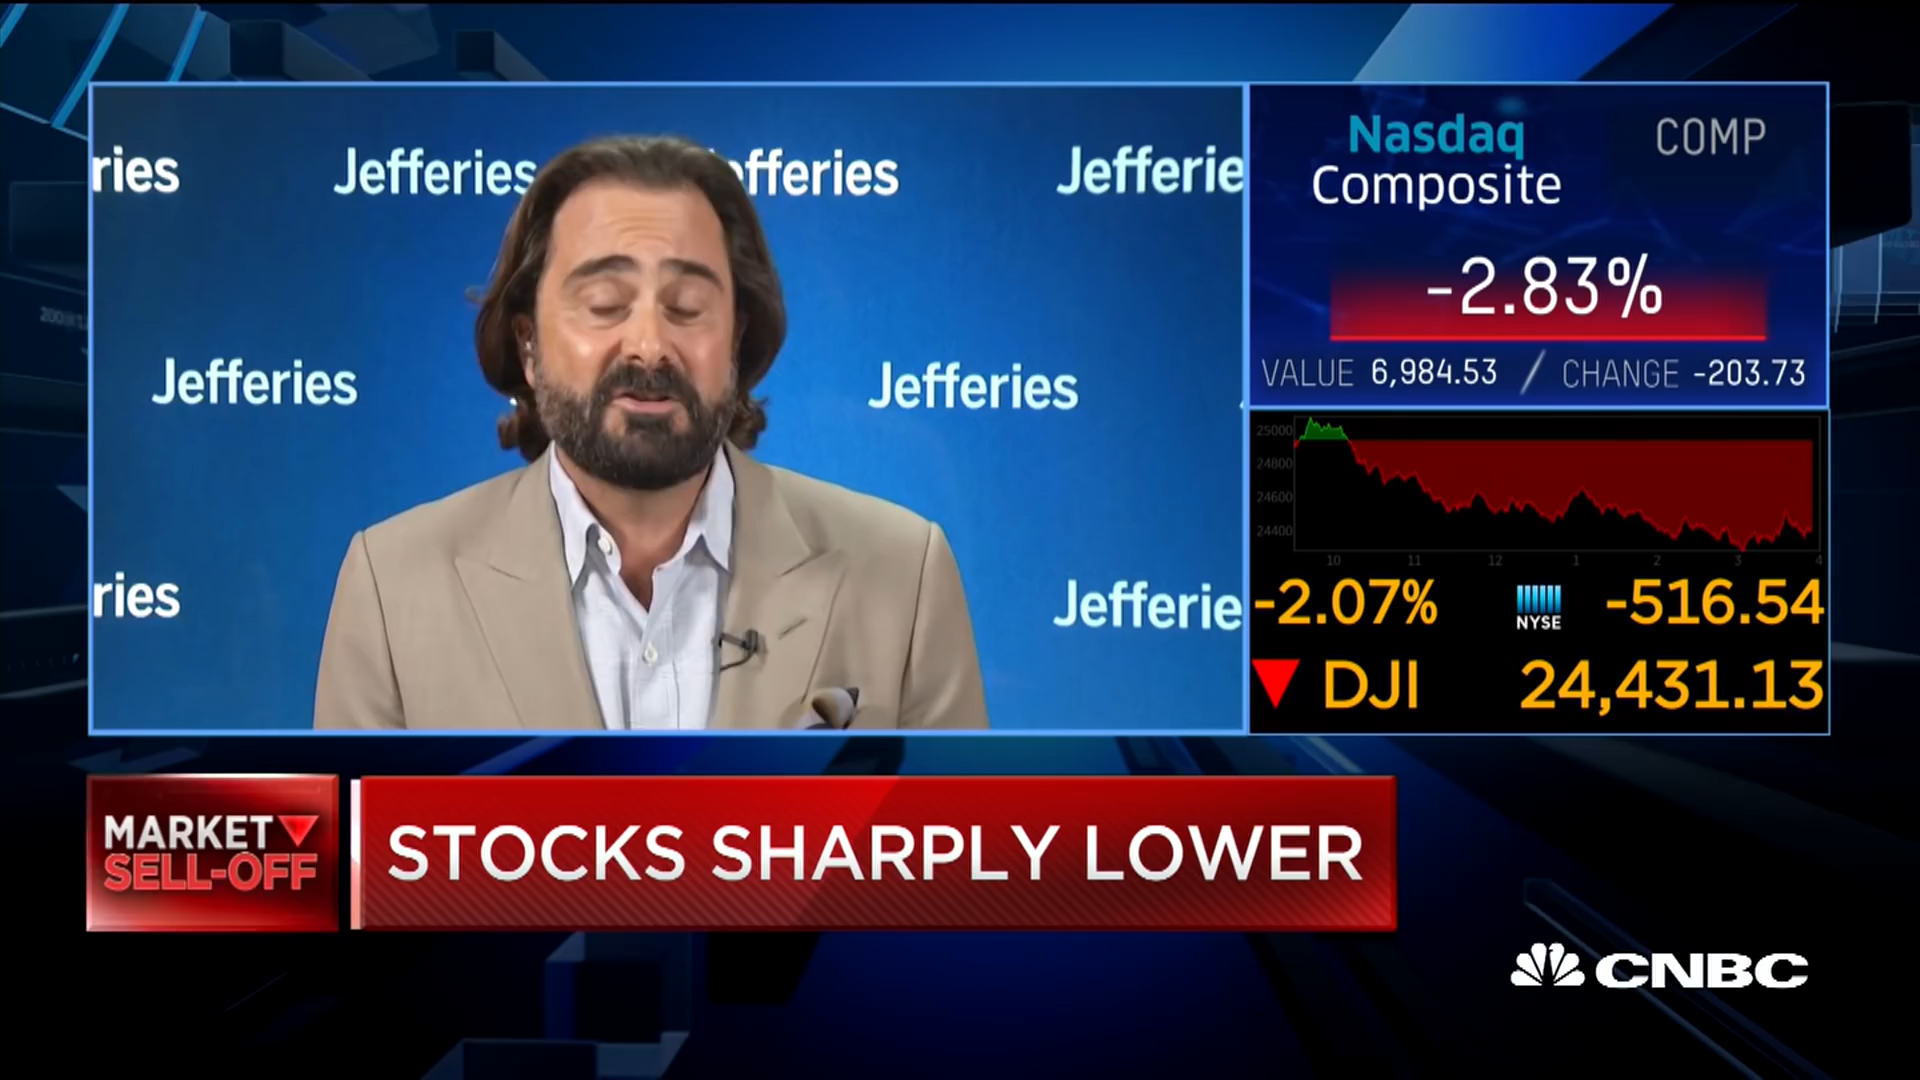 ries Jefferies efferies Jefferie
Jefferies Jefferies
ries Jefferie
Nasdaq COMP
Composite
-2.83%
VALUE 6,984.53 / CHANGE -203.73
25000
24800
24600
24400
10 11 12 1 2 3 4
-2.07% NYSE -516.54
DJI 24,431.13
MARKET
SELL-OFF
STOCKS SHARPLY LOWER
CNBC